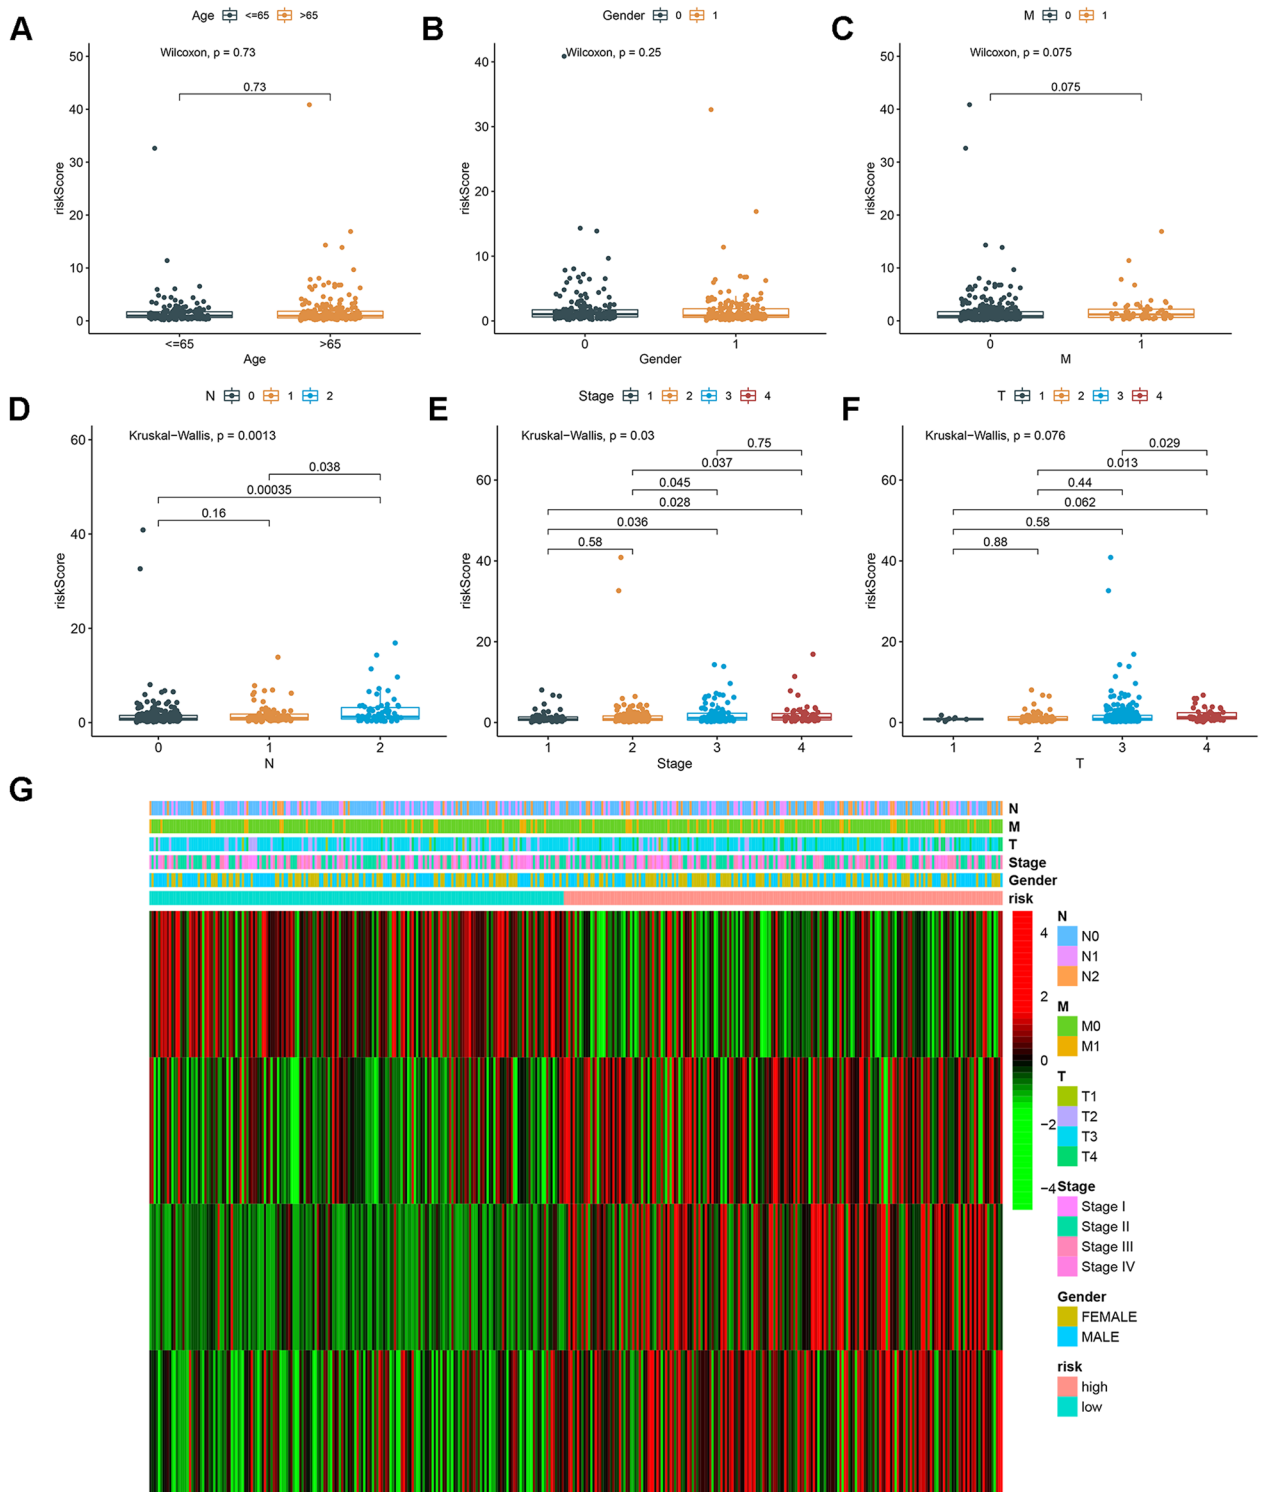 A
Age <=65 >65
Wilcoxon, p = 0.73
0.73
50
40
30
20
10
0
riskScore
<=65 >65
Age
B
Gender 0 1
Wilcoxon, p = 0.25
40
30
20
10
0
riskScore
0 1
Gender
C
M 0 1
Wilcoxon, p = 0.075
0.075
50
40
30
20
10
0
riskScore
0 1
M
D
N 0 1 2
Kruskal−Wallis, p = 0.0013
0.038
0.00035
0.16
60
40
20
0
riskScore
0 1 2
N
E
Stage 1 2 3 4
Kruskal−Wallis, p = 0.03
0.75
0.037
0.045
0.028
0.036
0.58
60
40
20
0
riskScore
1 2 3 4
Stage
F
T 1 2 3 4
Kruskal−Wallis, p = 0.076
0.029
0.013
0.44
0.062
0.58
0.88
60
40
20
0
riskScore
1 2 3 4
T
G
N
M
T
Stage
Gender
risk
4
2
0
−2
−4
N
N0
N1
N2
M
M0
M1
T
T1
T2
T3
T4
Stage
Stage I
Stage II
Stage III
Stage IV
Gender
FEMALE
MALE
risk
high
low